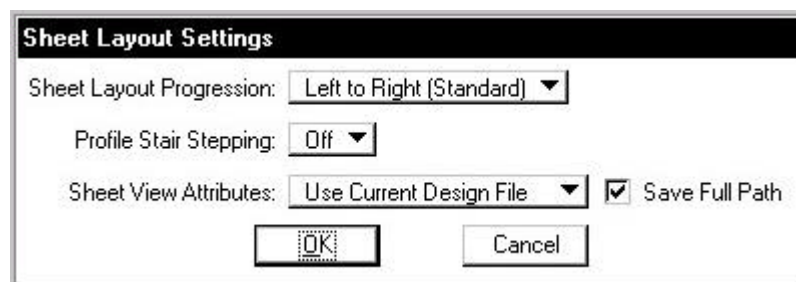 Sheet Layout Settings
Sheet Layout Progression: Left to Right (Standard)
Profile Stair Stepping: Off
Sheet View Attributes: Use Current Design File Save Full Path
OK Cancel